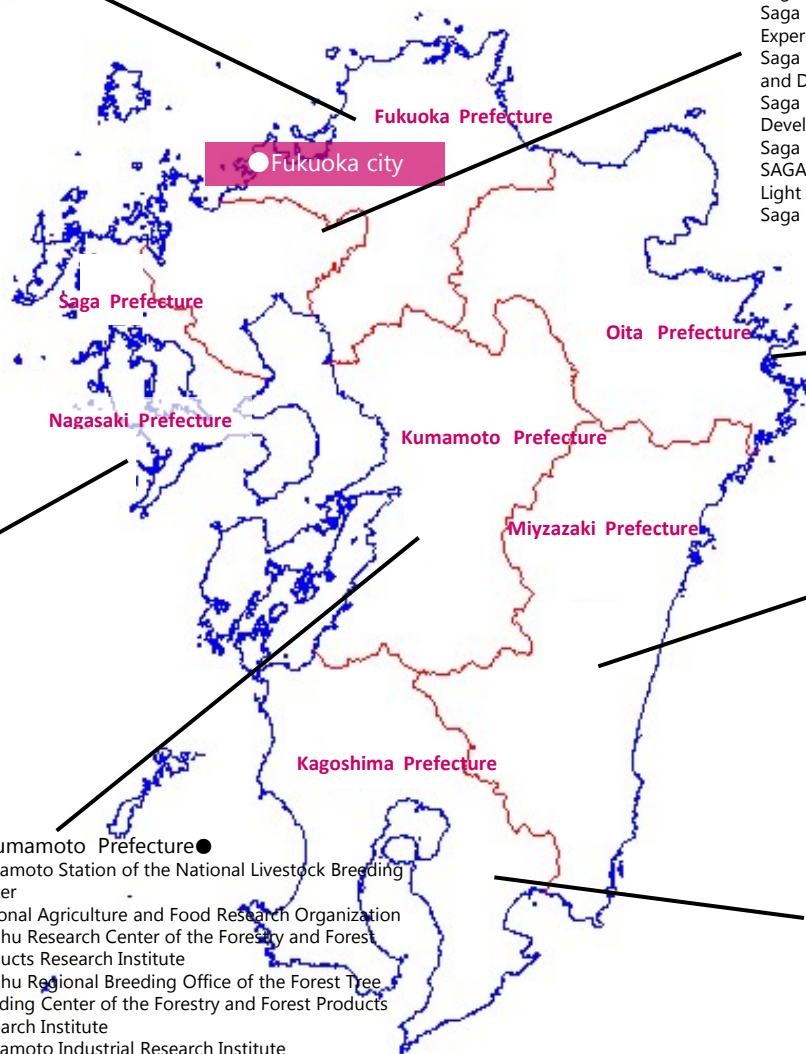 Saga
Exper
Saga
and D
Saga
Devel
Saga
SAGA
Light
Saga
Fukuoka Prefecture
●Fukuoka city
Saga Prefecture
Oita Prefecture
Nagasaki Prefecture
Kumamoto Prefecture
Miyzazaki Prefecture
Kagoshima Prefecture
umamoto Prefecture●
amoto Station of the National Livestock Breeding
er
onal Agriculture and Food Research Organization
hu Research Center of the Forestry and Forest
ucts Research Institute
hu Regional Breeding Office of the Forest Tree
ding Center of the Forestry and Forest Products
arch Institute
amoto Industrial Research Institute